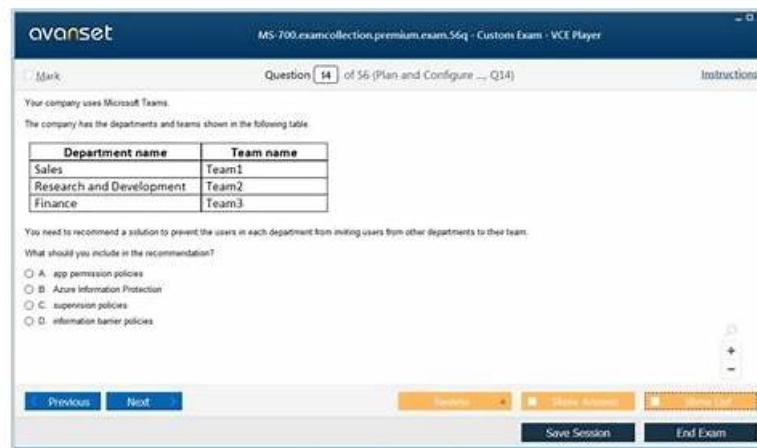 avanset
MS-700.examcollection.premium.exam.56q - Custom Exam - VCE Player
Mark
Question 14 of 56 (Plan and Configure ..., Q14)
Instructions
Your company uses Microsoft Teams.
The company has the departments and teams shown in the following table.
Department name Team name
Sales Team1
Research and Development Team2
Finance Team3
You need to recommend a solution to prevent the users in each department from inviting users from other departments to their team.
What should you include in the recommendation?
A. app permission policies
B. Azure Information Protection
C. supervision policies
D. information barrier policies
Previous
Next
Review
Show Answer
Show List
Save Session
End Exam